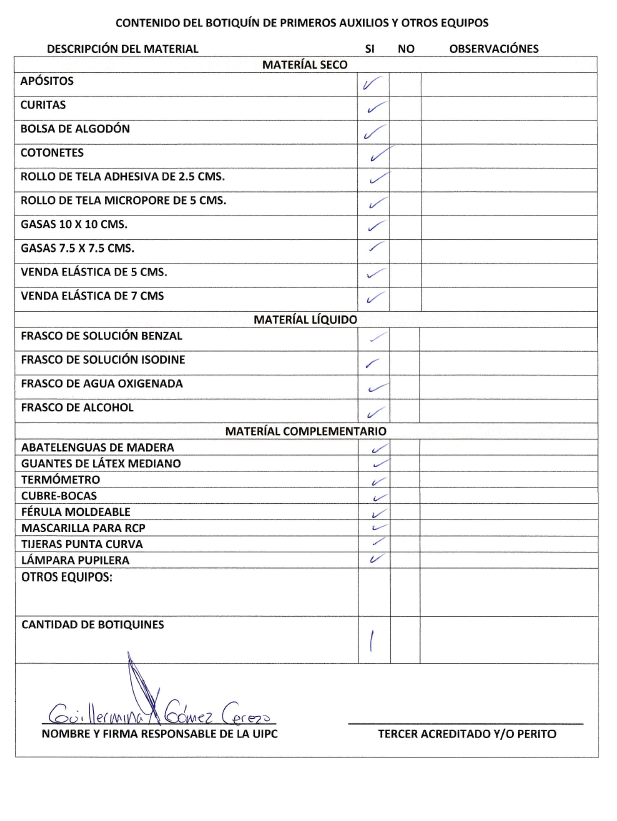 CONTENIDO DEL BOTIQUÍN DE PRIMEROS AUXILIOS Y OTROS EQUIPOS
DESCRIPCIÓN DEL MATERIAL SI NO OBSERVACIÓNES
MATERÍAL SECO
APÓSITOS ✓
CURITAS ✓
BOLSA DE ALGODÓN ✓
COTONETES ✓
ROLLO DE TELA ADHESIVA DE 2.5 CMS. ✓
ROLLO DE TELA MICROPORE DE 5 CMS. ✓
GASAS 10 X 10 CMS. ✓
GASAS 7.5 X 7.5 CMS. ✓
VENDA ELÁSTICA DE 5 CMS. ✓
VENDA ELÁSTICA DE 7 CMS ✓
MATERÍAL LÍQUIDO
FRASCO DE SOLUCIÓN BENZAL ✓
FRASCO DE SOLUCIÓN ISODINE ✓
FRASCO DE AGUA OXIGENADA ✓
FRASCO DE ALCOHOL ✓
MATERÍAL COMPLEMENTARIO
ABATELENGUAS DE MADERA ✓
GUANTES DE LÁTEX MEDIANO ✓
TERMÓMETRO ✓
CUBRE-BOCAS ✓
FÉRULA MOLDEABLE ✓
MASCARILLA PARA RCP ✓
TIJERAS PUNTA CURVA ✓
LÁMPARA PUPILERA ✓
OTROS EQUIPOS:
CANTIDAD DE BOTIQUINES 1
Guillermina Gómez Cerezo
NOMBRE Y FIRMA RESPONSABLE DE LA UIPC TERCER ACREDITADO Y/O PERITO